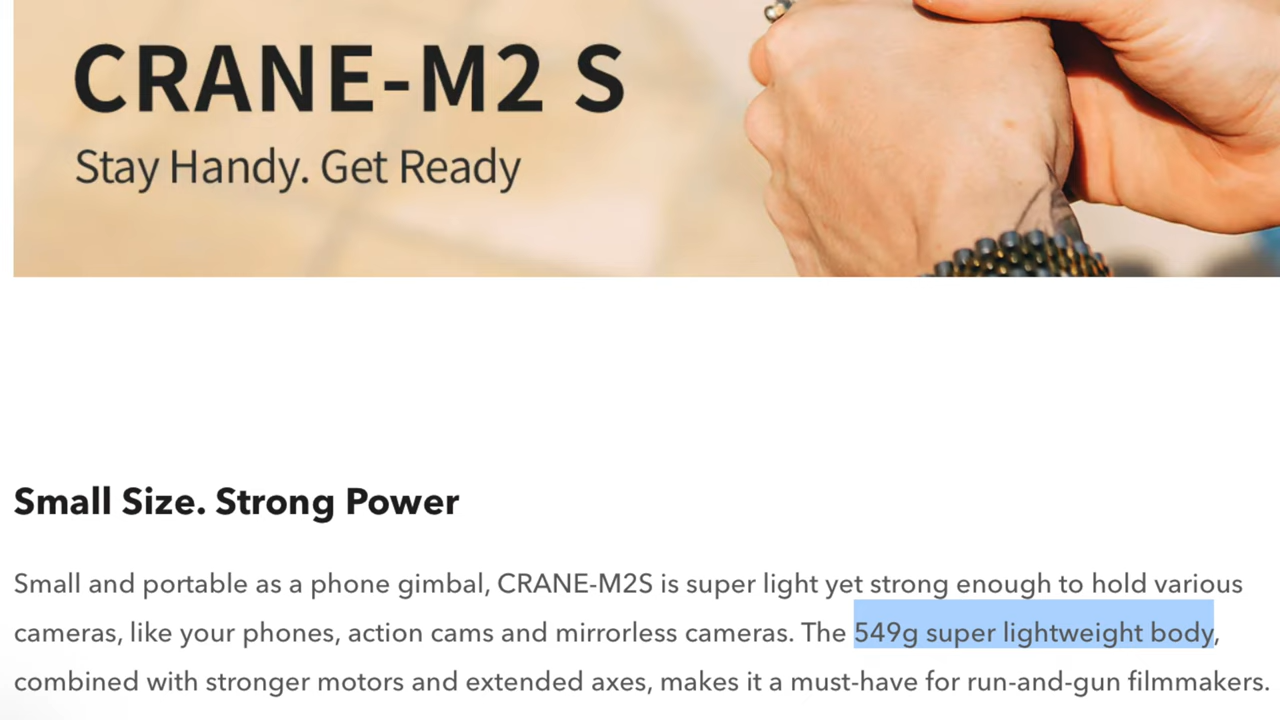 CRANE-M2 S
Stay Handy. Get Ready
Small Size. Strong Power
Small and portable as a phone gimbal, CRANE-M2S is super light yet strong enough to hold various
cameras, like your phones, action cams and mirrorless cameras. The 549g super lightweight body,
combined with stronger motors and extended axes, makes it a must-have for run-and-gun filmmakers.